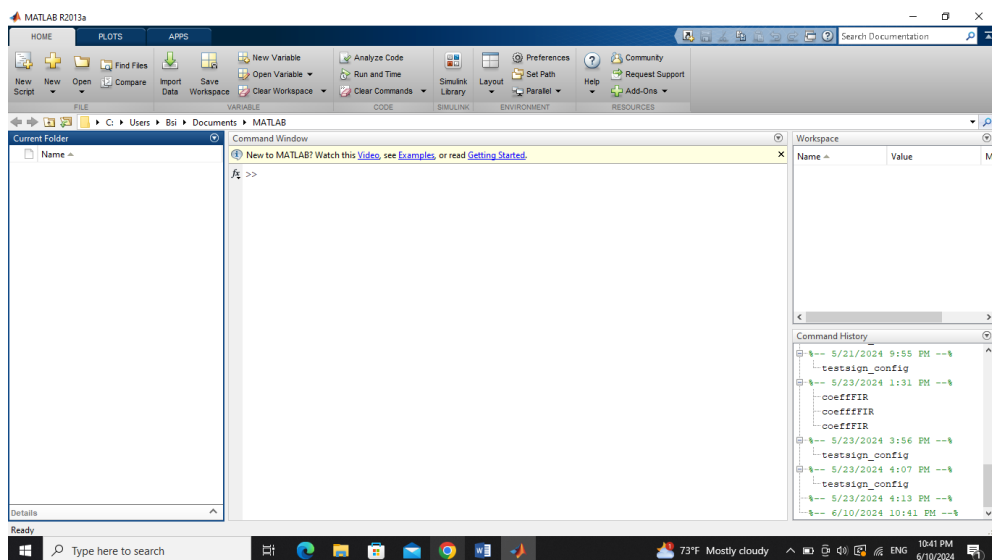 MATLAB R2013a
HOME PLOTS APPS
Search Documentation
New Script
New
Open
Find Files
Compare
Import Data
Save Workspace
New Variable
Open Variable
Clear Workspace
Analyze Code
Run and Time
Clear Commands
Simulink Library
Layout
Preferences
Set Path
Parallel
Help
Community
Request Support
Add-Ons
FILE VARIABLE CODE SIMULINK ENVIRONMENT RESOURCES
C: Users Bsi Documents MATLAB
Current Folder
Name
Details
Command Window
New to MATLAB? Watch this Video, see Examples, or read Getting Started.
fx >>
Workspace
Name Value M
Command History
%-- 5/21/2024 9:55 PM --%
testsign_config
%-- 5/23/2024 1:31 PM --%
coeffFIR
coefffFIR
coeffFIR
%-- 5/23/2024 3:56 PM --%
testsign_config
%-- 5/23/2024 4:07 PM --%
testsign_config
%-- 5/23/2024 4:13 PM --%
%-- 6/10/2024 10:41 PM --%
Ready
Type here to search
73°F Mostly cloudy
ENG
10:41 PM
6/10/2024